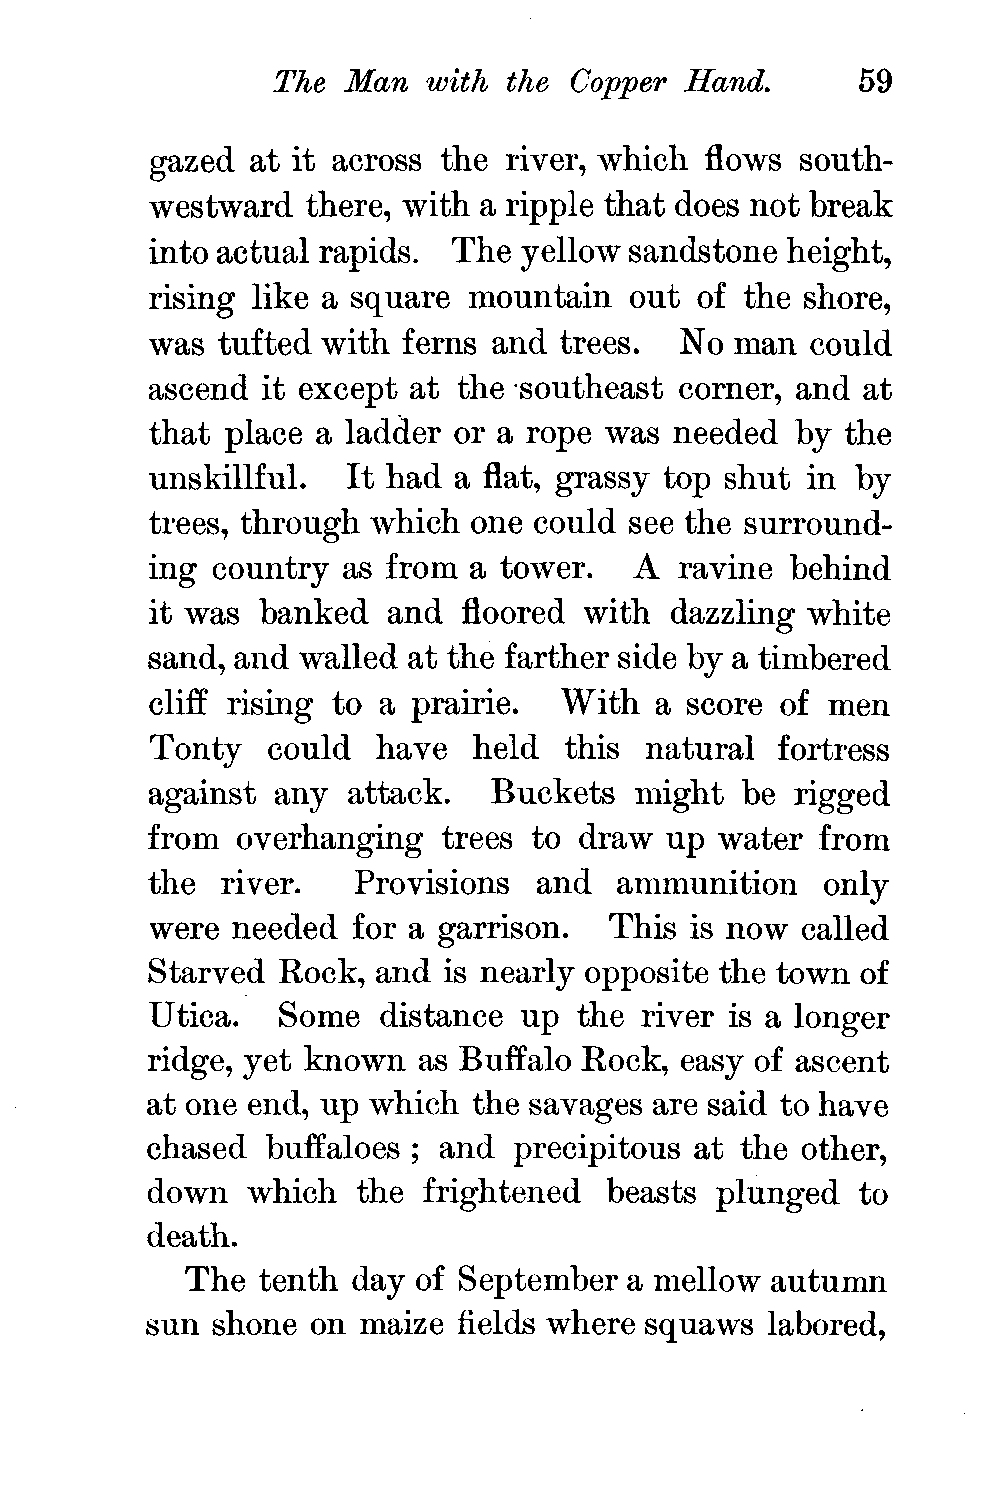 The Man with the Copper Hand. 59
gazed at it across the river, which flows south-
westward there, with a ripple that does not break
into actual rapids. The yellow sandstone height,
rising like a square mountain out of the shore,
was tufted with ferns and trees. No man could
ascend it except at the southeast corner, and at
that place a ladder or a rope was needed by the
unskillful. It had a flat, grassy top shut in by
trees, through which one could see the surround-
ing country as from a tower. A ravine behind
it was banked and floored with dazzling white
sand, and walled at the farther side by a timbered
cliff rising to a prairie. With a score of men
Tonty could have held this natural fortress
against any attack. Buckets might be rigged
from overhanging trees to draw up water from
the river. Provisions and ammunition only
were needed for a garrison. This is now called
Starved Rock, and is nearly opposite the town of
Utica. Some distance up the river is a longer
ridge, yet known as Buffalo Rock, easy of ascent
at one end, up which the savages are said to have
chased buffaloes ; and precipitous at the other,
down which the frightened beasts plunged to
death.
The tenth day of September a mellow autumn
sun shone on maize fields where squaws labored,